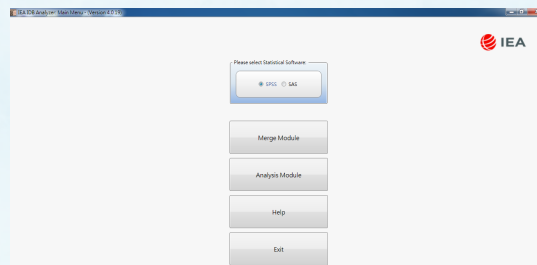 IEA IDB Analyzer: Main Menu - Version 4.0.39
IEA
Please select Statistical Software:
SPSS SAS
Merge Module
Analysis Module
Help
Exit